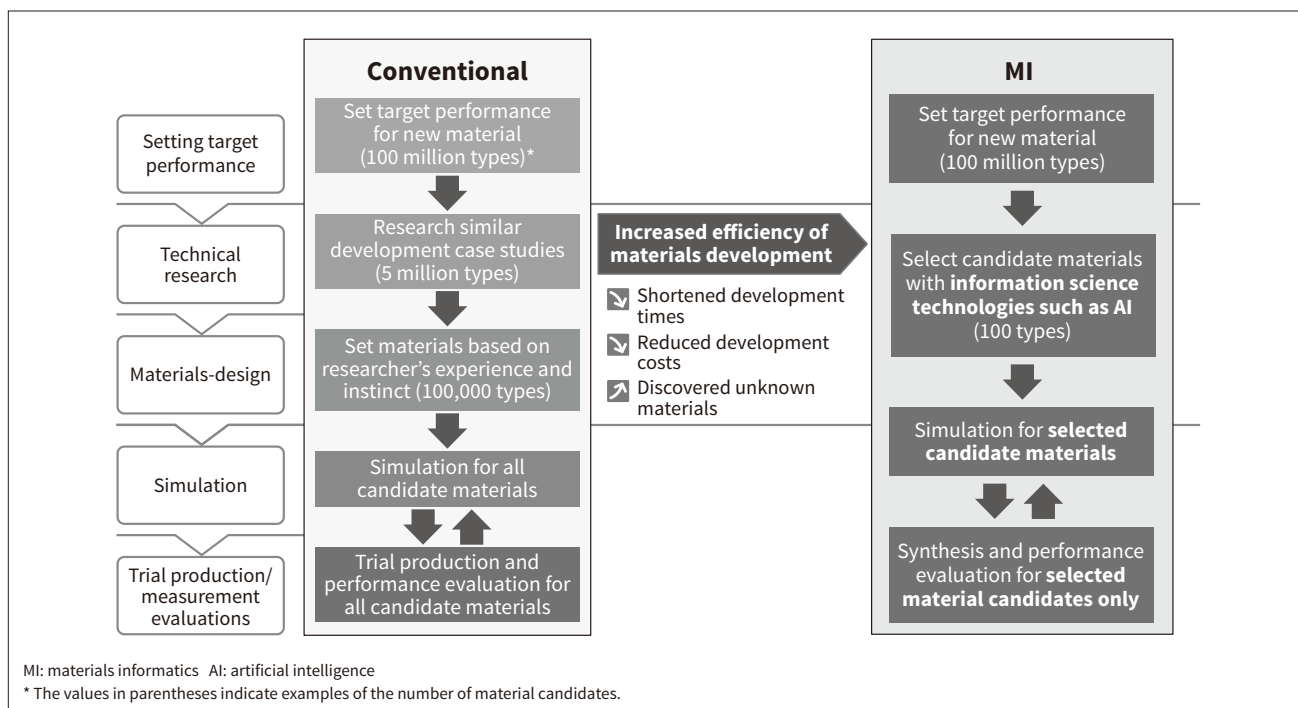 Setting target
performance
Technical
research
Materials-design
Simulation
Trial production/
measurement
evaluations
Conventional
Set target performance
for new material
(100 million types)*
Research similar
development case studies
(5 million types)
Set materials based on
researcher's experience and
instinct (100,000 types)
Simulation for all
candidate materials
Trial production and
performance evaluation for
all candidate materials
Increased efficiency of
materials development
Shortened development
times
Reduced development
costs
Discovered unknown
materials
MI
Set target performance
for new material
(100 million types)
Select candidate materials
with information science
technologies such as AI
(100 types)
Simulation for selected
candidate materials
Synthesis and performance
evaluation for selected
material candidates only
MI: materials informatics AI: artificial intelligence
* The values in parentheses indicate examples of the number of material candidates.